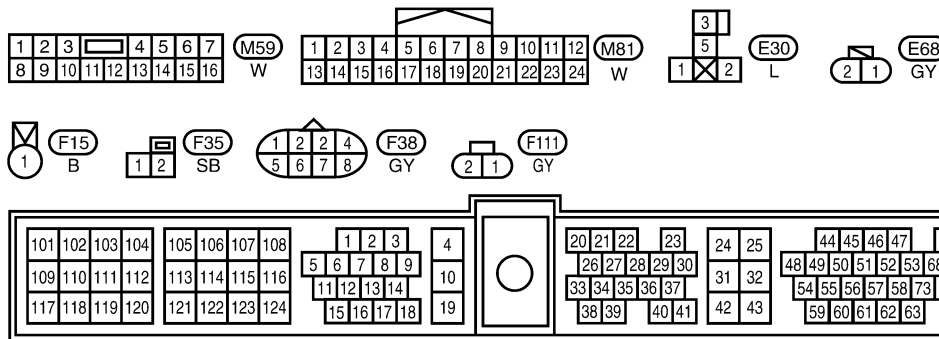 1 2 3 4 5 6 7 M59 1 2 3 4 5 6 7 8 9 10 11 12 M81 3 5 E30 E68
8 9 10 11 12 13 14 15 16 W 13 14 15 16 17 18 19 20 21 22 23 24 W 1 2 L 2 1 GY
1 F15 B 1 2 F35 SB 1 2 2 4 F38 GY 2 1 F111 GY
5 6 7 8
101 102 103 104 105 106 107 108 1 2 3 4 20 21 22 23 24 25 44 45 46 47
109 110 111 112 113 114 115 116 5 6 7 8 9 10 26 27 28 29 30 31 32 48 49 50 51 52 53 68
11 12 13 14 33 34 35 36 37 54 55 56 57 58 73
117 118 119 120 121 122 123 124 15 16 17 18 19 38 39 40 41 42 43 59 60 61 62 63